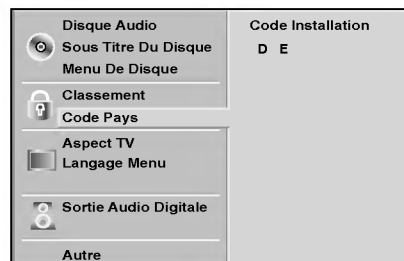 Disque Audio
Sous Titre Du Disque
Menu De Disque
Classement
Code Pays
Aspect TV
Langage Menu
Sortie Audio Digitale
Autre
Code Installation
D E